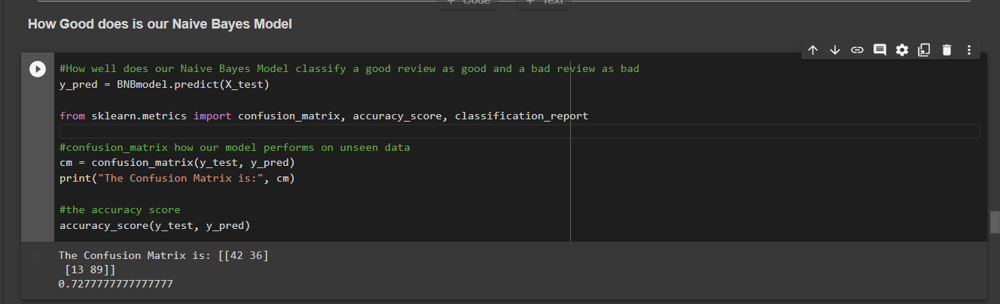 + Code + Text
How Good does is our Naive Bayes Model
#How well does our Naive Bayes Model classify a good review as good and a bad review as bad
y_pred = BNBmodel.predict(X_test)
from sklearn.metrics import confusion_matrix, accuracy_score, classification_report
#confusion_matrix how our model performs on unseen data
cm = confusion_matrix(y_test, y_pred)
print("The Confusion Matrix is:", cm)
#the accuracy score
accuracy_score(y_test, y_pred)
The Confusion Matrix is: [[42 36]
[13 89]]
0.7277777777777777